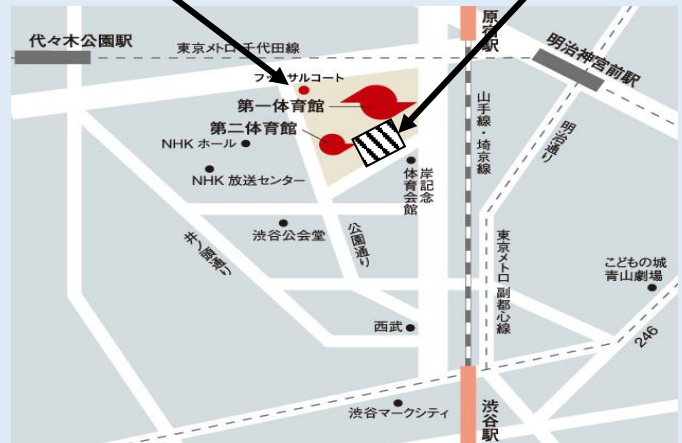 原宿駅
代々木公園駅
東京メトロ 千代田線
明治神宮前駅
フットサルコート
第一体育館
第二体育館
NHK ホール
NHK 放送センター
岸記念
体育会館
山手線・埼京線
明治通り
渋谷公会堂
公園通り
井ノ頭通り
東京メトロ 副都心線
こどもの城
青山劇場
西武
246
渋谷マークシティ
渋谷駅